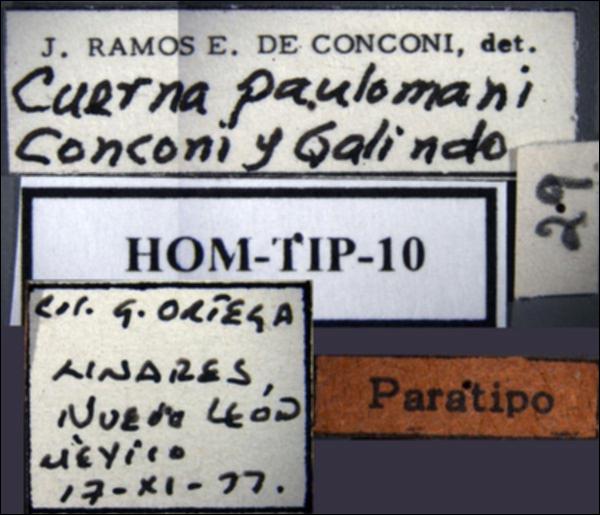 J. RAMOS E. DE CONCONI, det.
Cuerna paulomani
Conconi y Galindo
29
HOM-TIP-10
Col. G. ORTEGA
LINARES,
NUEVO LEÓN
MÉXICO
17-XI-77.
Paratipo